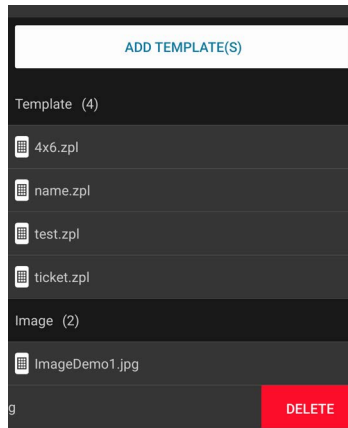 ADD TEMPLATE(S)
Template (4)
4x6.zpl
name.zpl
test.zpl
ticket.zpl
Image (2)
ImageDemo1.jpg
g
DELETE